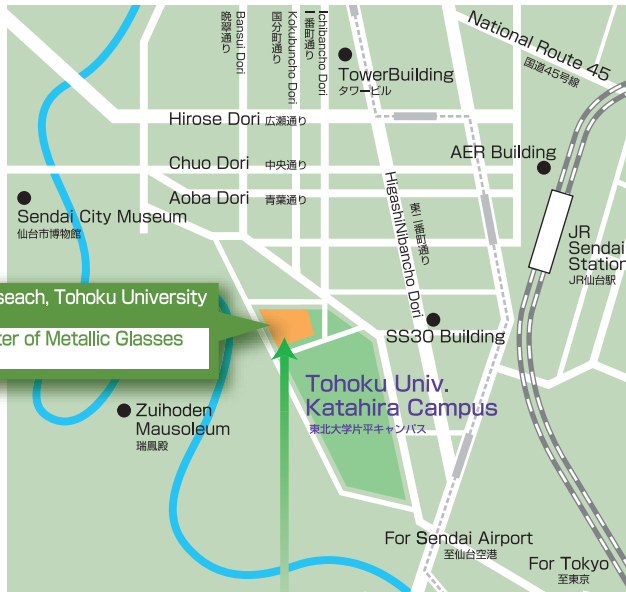 Bansui Dori
晩翠通り
Kokubuncho Dori
国分町通り
Ichibancho Dori
一番町通り
National Route 45
国道45号線
TowerBuilding
タワービル
Hirose Dori 広瀬通り
AER Building
Chuo Dori 中央通り
Aoba Dori 青葉通り
HigashiNibancho Dori
東二番町通り
Sendai City Museum
仙台市博物館
JR
Sendai
Station
JR仙台駅
seach, Tohoku University
ter of Metallic Glasses
SS30 Building
Tohoku Univ.
Katahira Campus
東北大学片平キャンパス
Zuihoden
Mausoleum
瑞鳳殿
For Sendai Airport
至仙台空港
For Tokyo
至東京